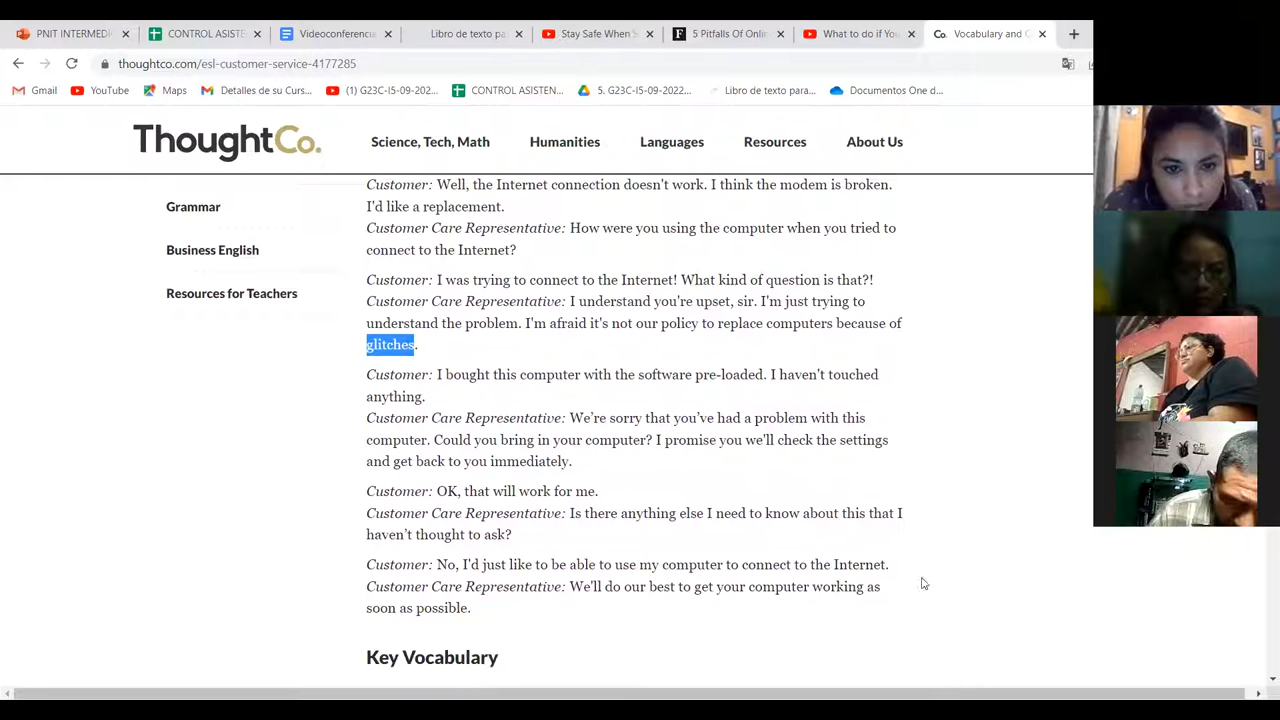 PNIT INTERMEDI
CONTROL ASISTE
Videoconferencia
Libro de texto pa
Stay Safe When S
5 Pitfalls Of Onlin
What to do if You
Co. Vocabulary and C
thoughtco.com/esl-customer-service-4177285
Gmail
YouTube
Maps
Detalles de su Curs...
(1) G23C-I5-09-202...
CONTROL ASISTEN...
5. G23C-I5-09-2022...
Libro de texto para...
Documentos One d...
ThoughtCo.
Science, Tech, Math
Humanities
Languages
Resources
About Us
Grammar
Business English
Resources for Teachers
Customer: Well, the Internet connection doesn't work. I think the modem is broken.
I'd like a replacement.
Customer Care Representative: How were you using the computer when you tried to
connect to the Internet?
Customer: I was trying to connect to the Internet! What kind of question is that?!
Customer Care Representative: I understand you're upset, sir. I'm just trying to
understand the problem. I'm afraid it's not our policy to replace computers because of
glitches.
Customer: I bought this computer with the software pre-loaded. I haven't touched
anything.
Customer Care Representative: We’re sorry that you’ve had a problem with this
computer. Could you bring in your computer? I promise you we'll check the settings
and get back to you immediately.
Customer: OK, that will work for me.
Customer Care Representative: Is there anything else I need to know about this that I
haven’t thought to ask?
Customer: No, I'd just like to be able to use my computer to connect to the Internet.
Customer Care Representative: We'll do our best to get your computer working as
soon as possible.
Key Vocabulary